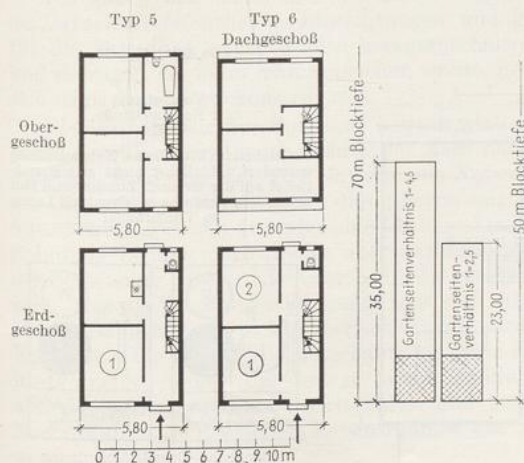 Typ 5
Typ 6
Dachgeschoß
Ober-
geschoß
5,80
5,80
Erd-
geschoß
1
2
1
5,80
5,80
0 1 2 3 4 5 6 7 · 8 9 10 m
70 m Blocktiefe
35,00
Gartenseitenverhältnis 1=4,5
Gartenseiten-
verhältnis 1=2,5
23,00
50 m Blocktiefe